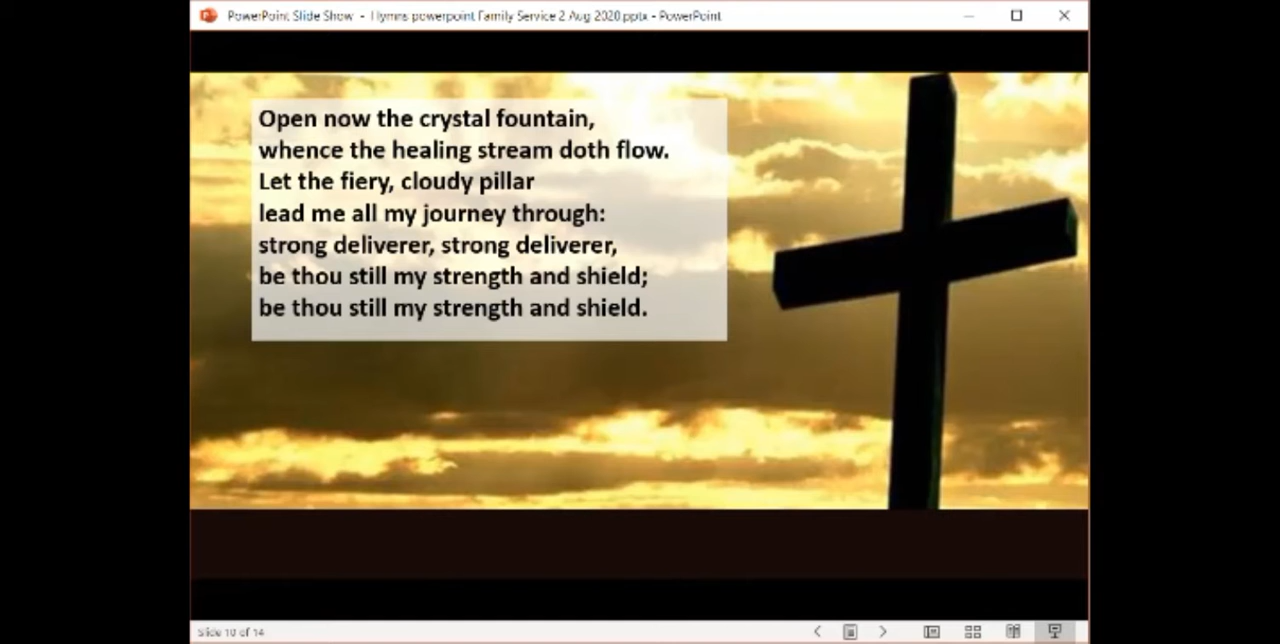 PowerPoint Slide Show - Hymns powerpoint Family Service 2 Aug 2020.pptx - PowerPoint
Open now the crystal fountain,
whence the healing stream doth flow.
Let the fiery, cloudy pillar
lead me all my journey through:
strong deliverer, strong deliverer,
be thou still my strength and shield;
be thou still my strength and shield.
Slide 10 of 14